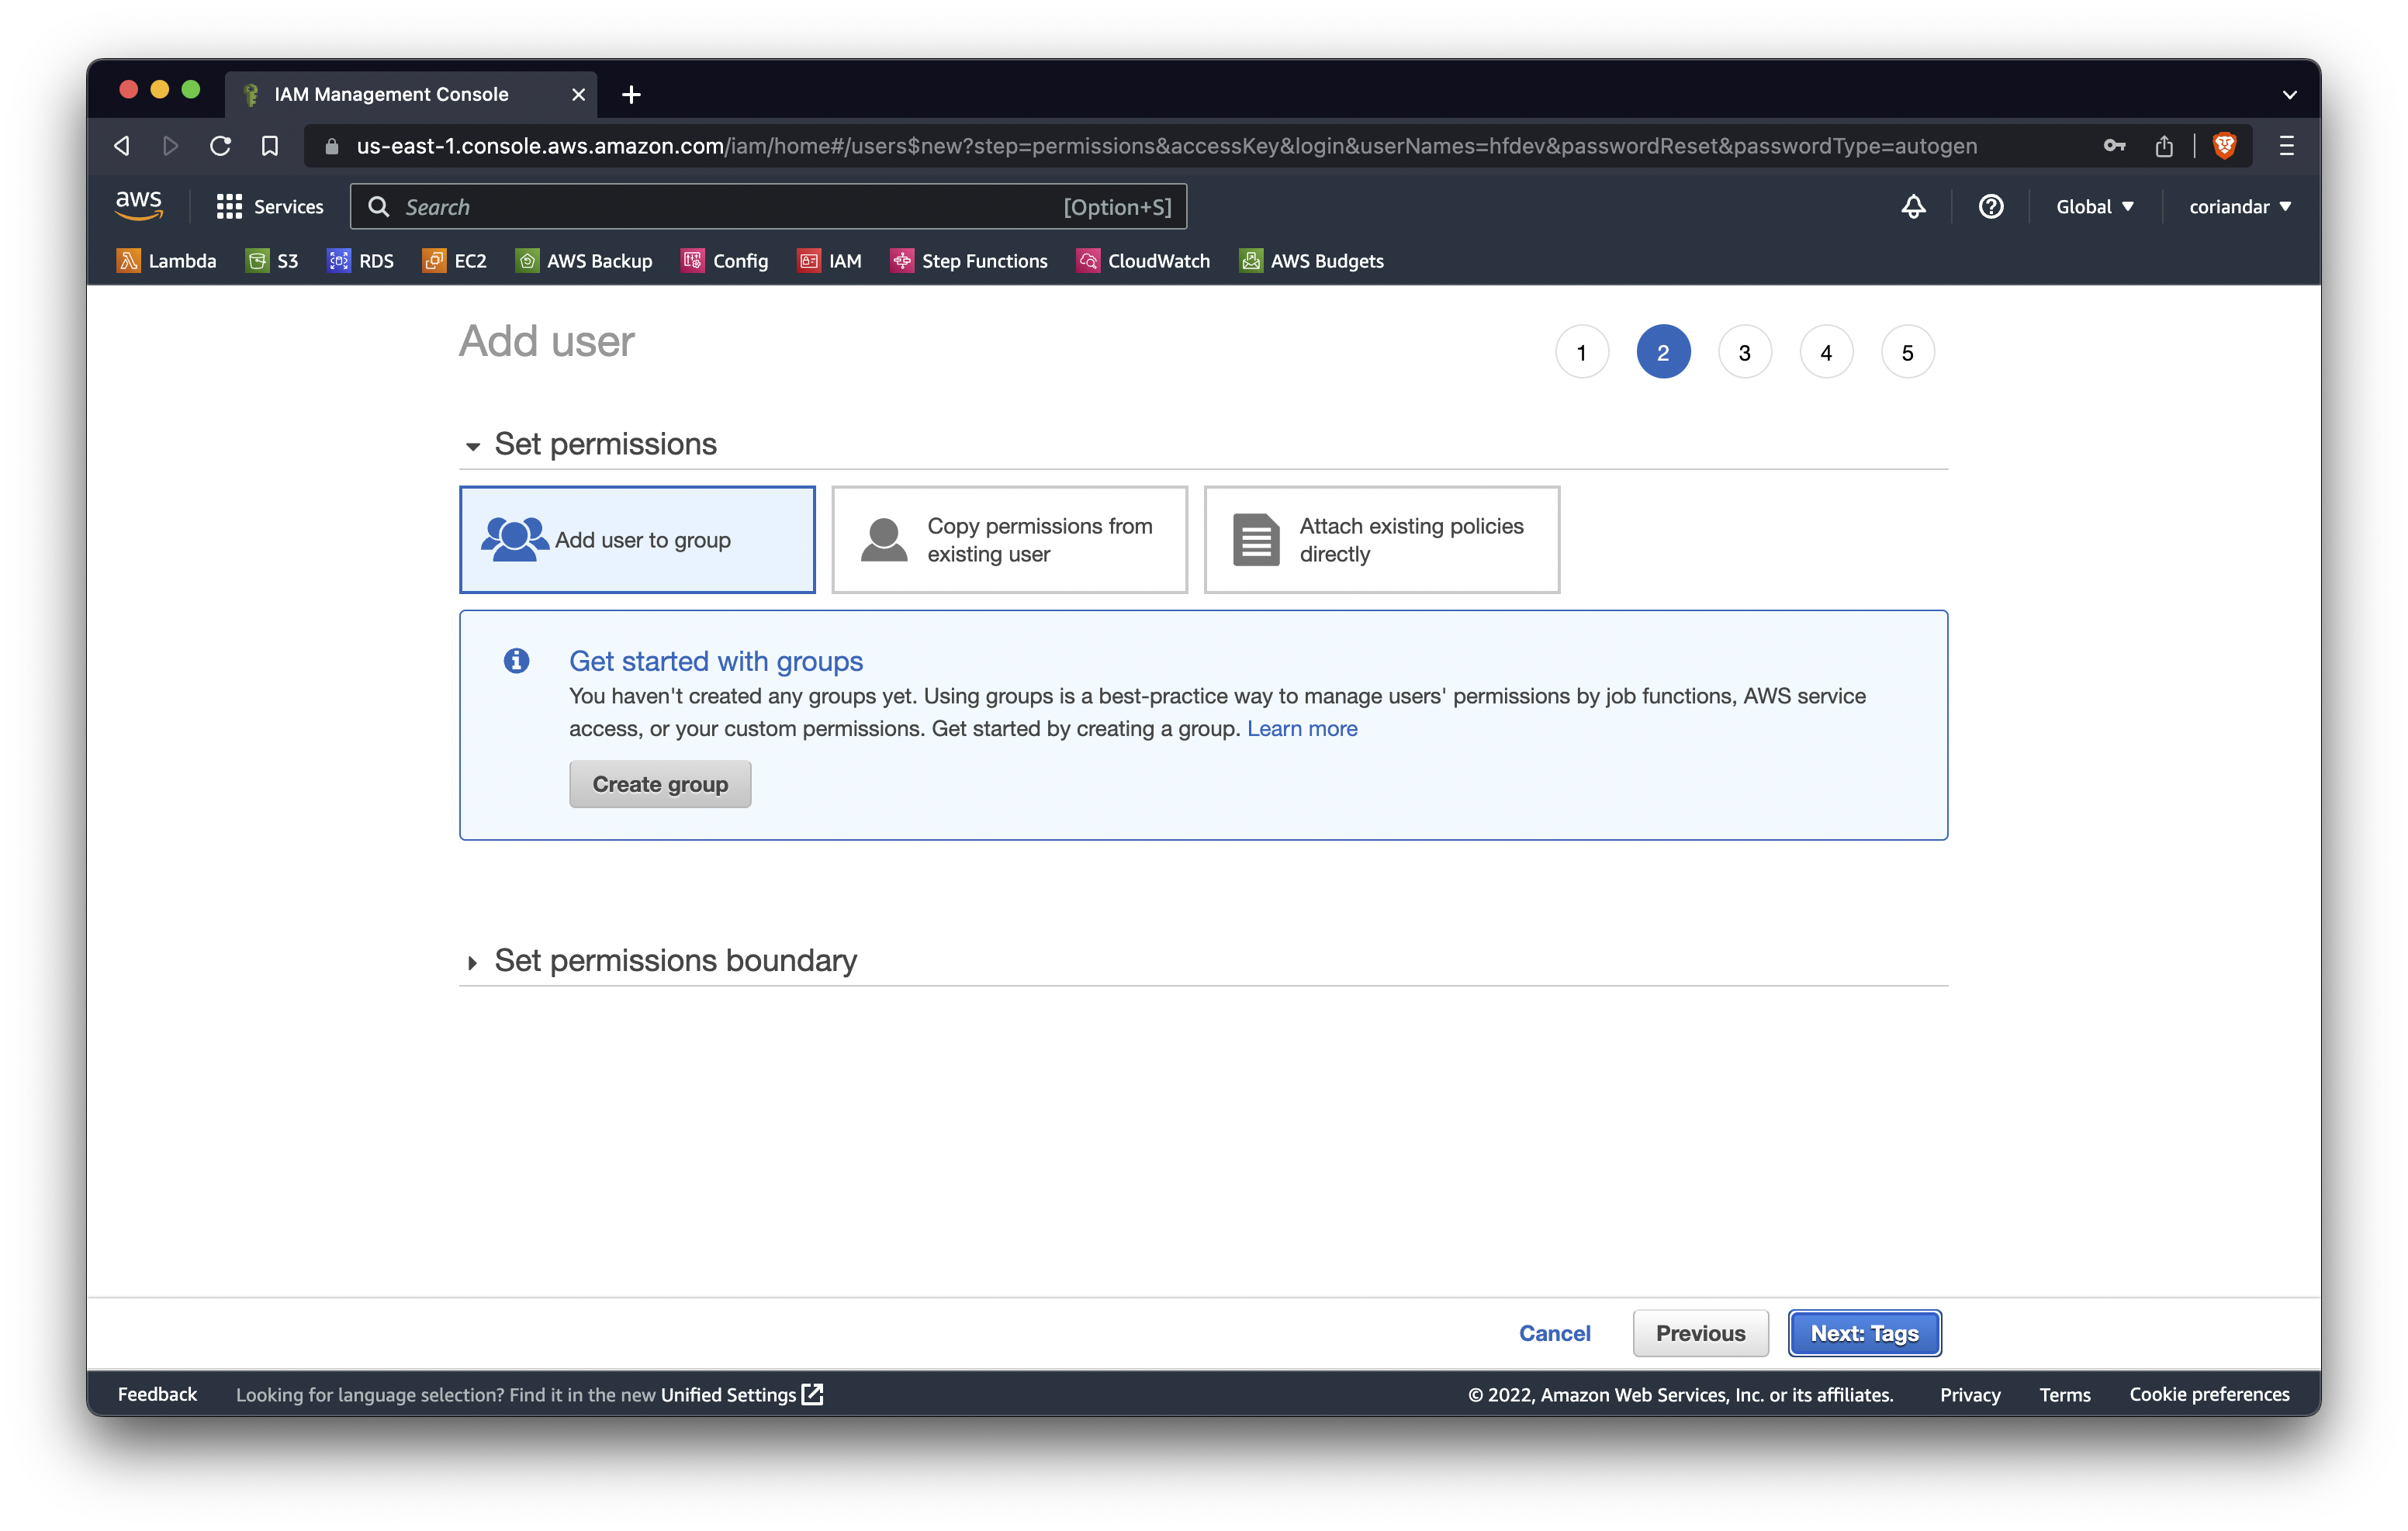 IAM Management Console
us-east-1.console.aws.amazon.com/iam/home#/users$new?step=permissions&accessKey&login&userNames=hfdev&passwordReset&passwordType=autogen
aws Services Search [Option+S] Global coriandar
Lambda S3 RDS EC2 AWS Backup Config IAM Step Functions CloudWatch AWS Budgets
Add user 1 2 3 4 5
Set permissions
Add user to group
Copy permissions from
existing user
Attach existing policies
directly
Get started with groups
You haven't created any groups yet. Using groups is a best-practice way to manage users' permissions by job functions, AWS service
access, or your custom permissions. Get started by creating a group. Learn more
Create group
Set permissions boundary
Cancel Previous Next: Tags
Feedback Looking for language selection? Find it in the new Unified Settings © 2022, Amazon Web Services, Inc. or its affiliates. Privacy Terms Cookie preferences